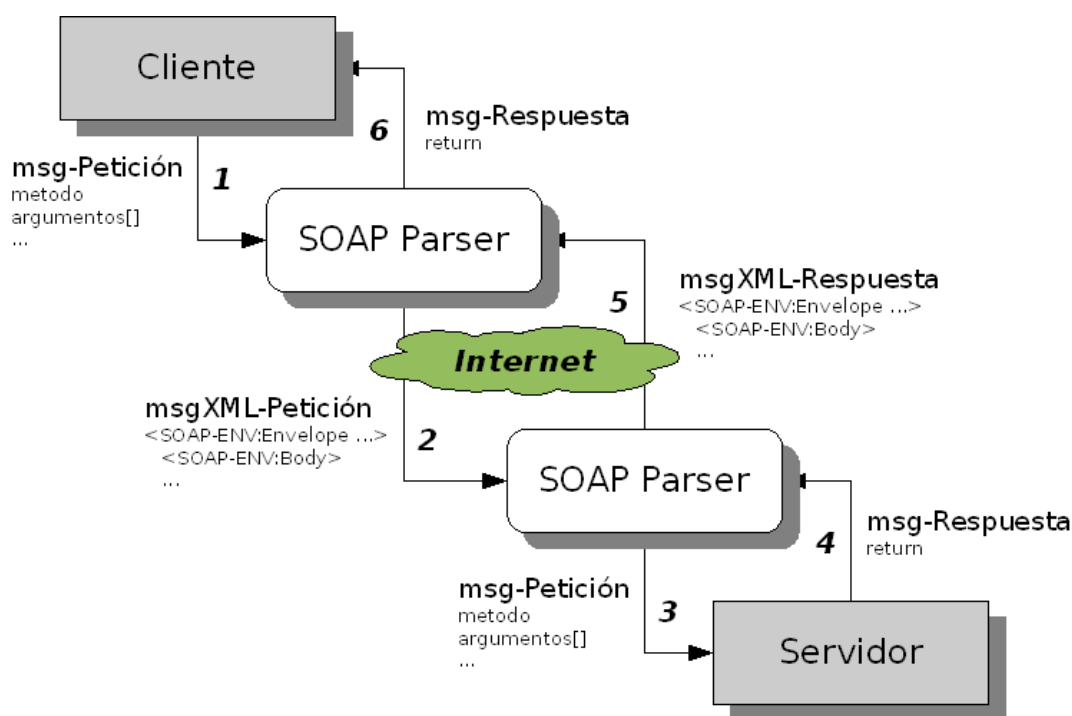 Cliente
6
msg-Respuesta
return
msg-Petición
metodo
argumentos[]
...
1
SOAP Parser
5
msgXML-Respuesta
<SOAP-ENV:Envelope ...>
<SOAP-ENV:Body>
...
Internet
msgXML-Petición
<SOAP-ENV:Envelope ...>
<SOAP-ENV:Body>
...
2
SOAP Parser
4
msg-Respuesta
return
msg-Petición
metodo
argumentos[]
...
3
Servidor